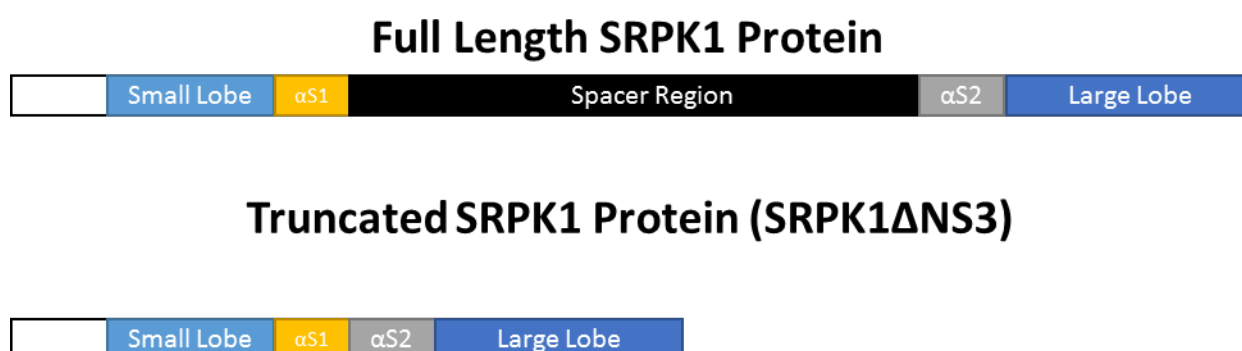 Full Length SRPK1 Protein
Small Lobe αS1 Spacer Region αS2 Large Lobe
Truncated SRPK1 Protein (SRPK1ΔNS3)
Small Lobe αS1 αS2 Large Lobe